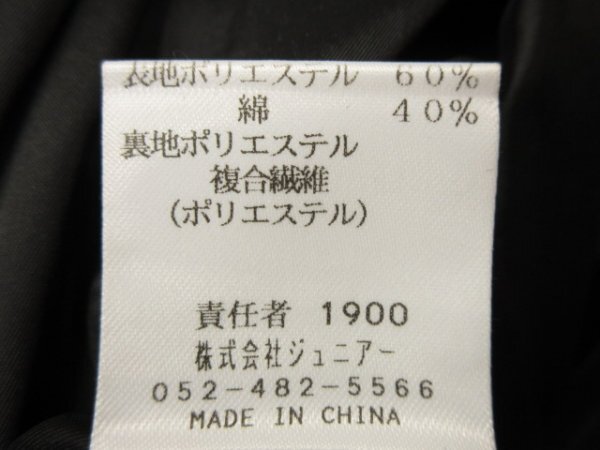 表地ポリエステル 60%
綿 40%
裏地ポリエステル
複合繊維
(ポリエステル)
責任者 1900
株式会社ジュニアー
052-482-5566
MADE IN CHINA